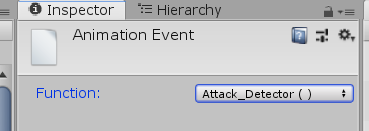 Inspector Hierarchy
Animation Event
Function: Attack_Detector ( )